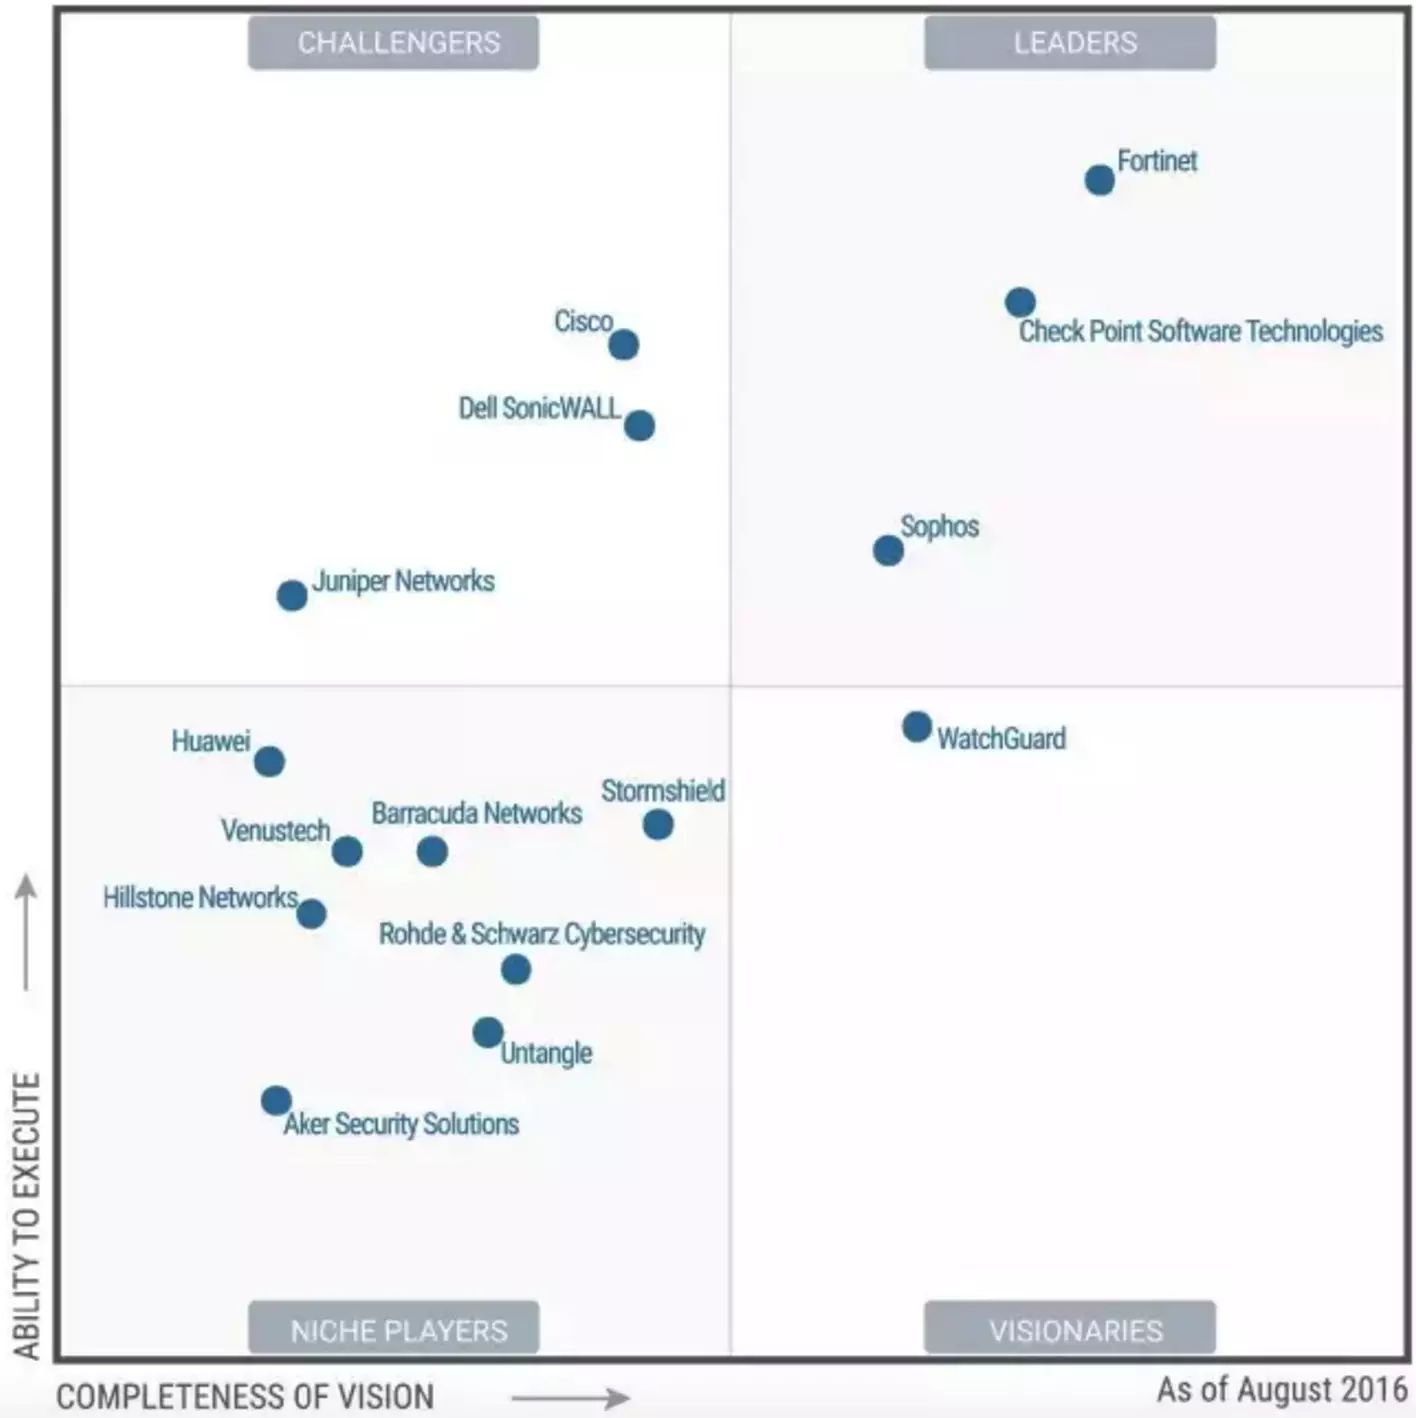 CHALLENGERS
LEADERS
Fortinet
Check Point Software Technologies
Cisco
Dell SonicWALL
Sophos
Juniper Networks
WatchGuard
Huawei
Stormshield
Barracuda Networks
Venustech
Hillstone Networks
Rohde & Schwarz Cybersecurity
Untangle
Aker Security Solutions
NICHE PLAYERS
VISIONARIES
ABILITY TO EXECUTE
COMPLETENESS OF VISION
As of August 2016